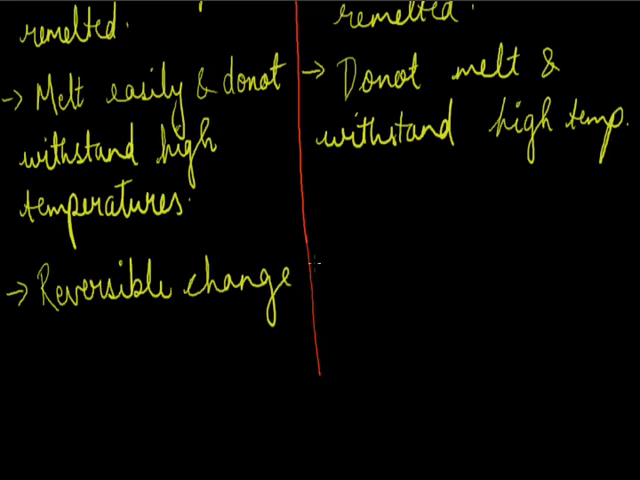 remelted.
→ Melt easily & donot
withstand high
temperatures.
→ Reversible change
remelted.
→ Donot melt &
withstand high temp.